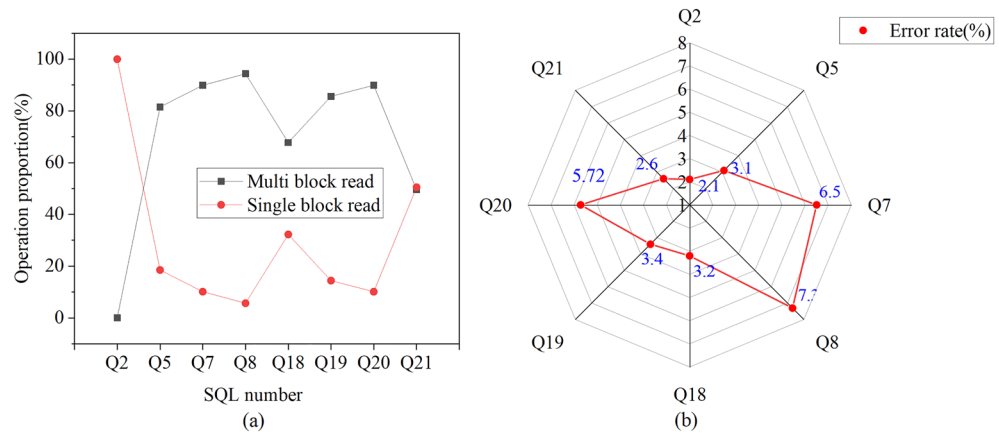 100
80
60
40
20
0
Operation proportion(%)
Multi block read
Single block read
Q2 Q5 Q7 Q8 Q18 Q19 Q20 Q21
SQL number
(a)
Error rate(%)
Q2
Q21
Q5
8
7
6
5
4
3
2
1
2.6
3.1
5.72
2.1
6.5
Q20
Q7
3.4
3.2
Q19
Q8
Q18
(b)